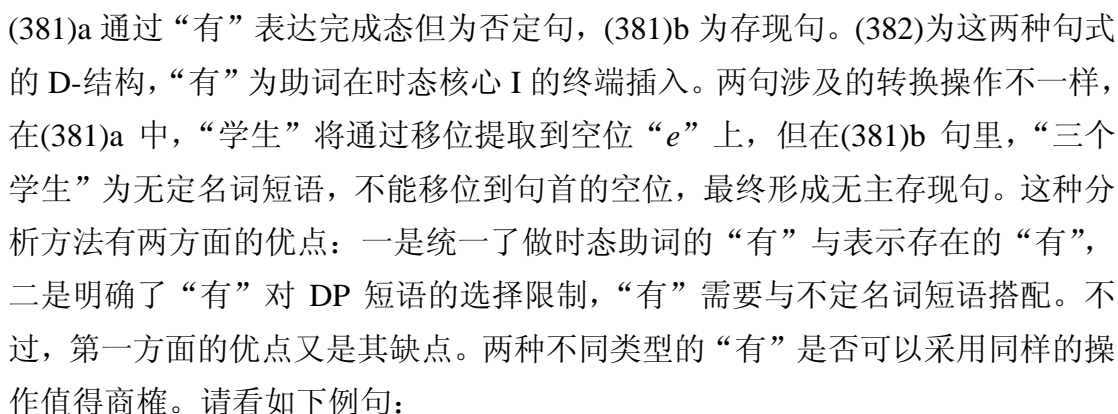 (381)a 通过“有”表达完成态但为否定句，(381)b 为存现句。(382)为这两种句式
的 D-结构，“有”为助词在时态核心 I 的终端插入。两句涉及的转换操作不一样，
在(381)a 中，“学生”将通过移位提取到空位“e”上，但在(381)b 句里，“三个
学生”为无定名词短语，不能移位到句首的空位，最终形成无主存现句。这种分
析方法有两方面的优点：一是统一了做时态助词的“有”与表示存在的“有”，
二是明确了“有”对 DP 短语的选择限制，“有”需要与不定名词短语搭配。不
过，第一方面的优点又是其缺点。两种不同类型的“有”是否可以采用同样的操
作值得商榷。请看如下例句：